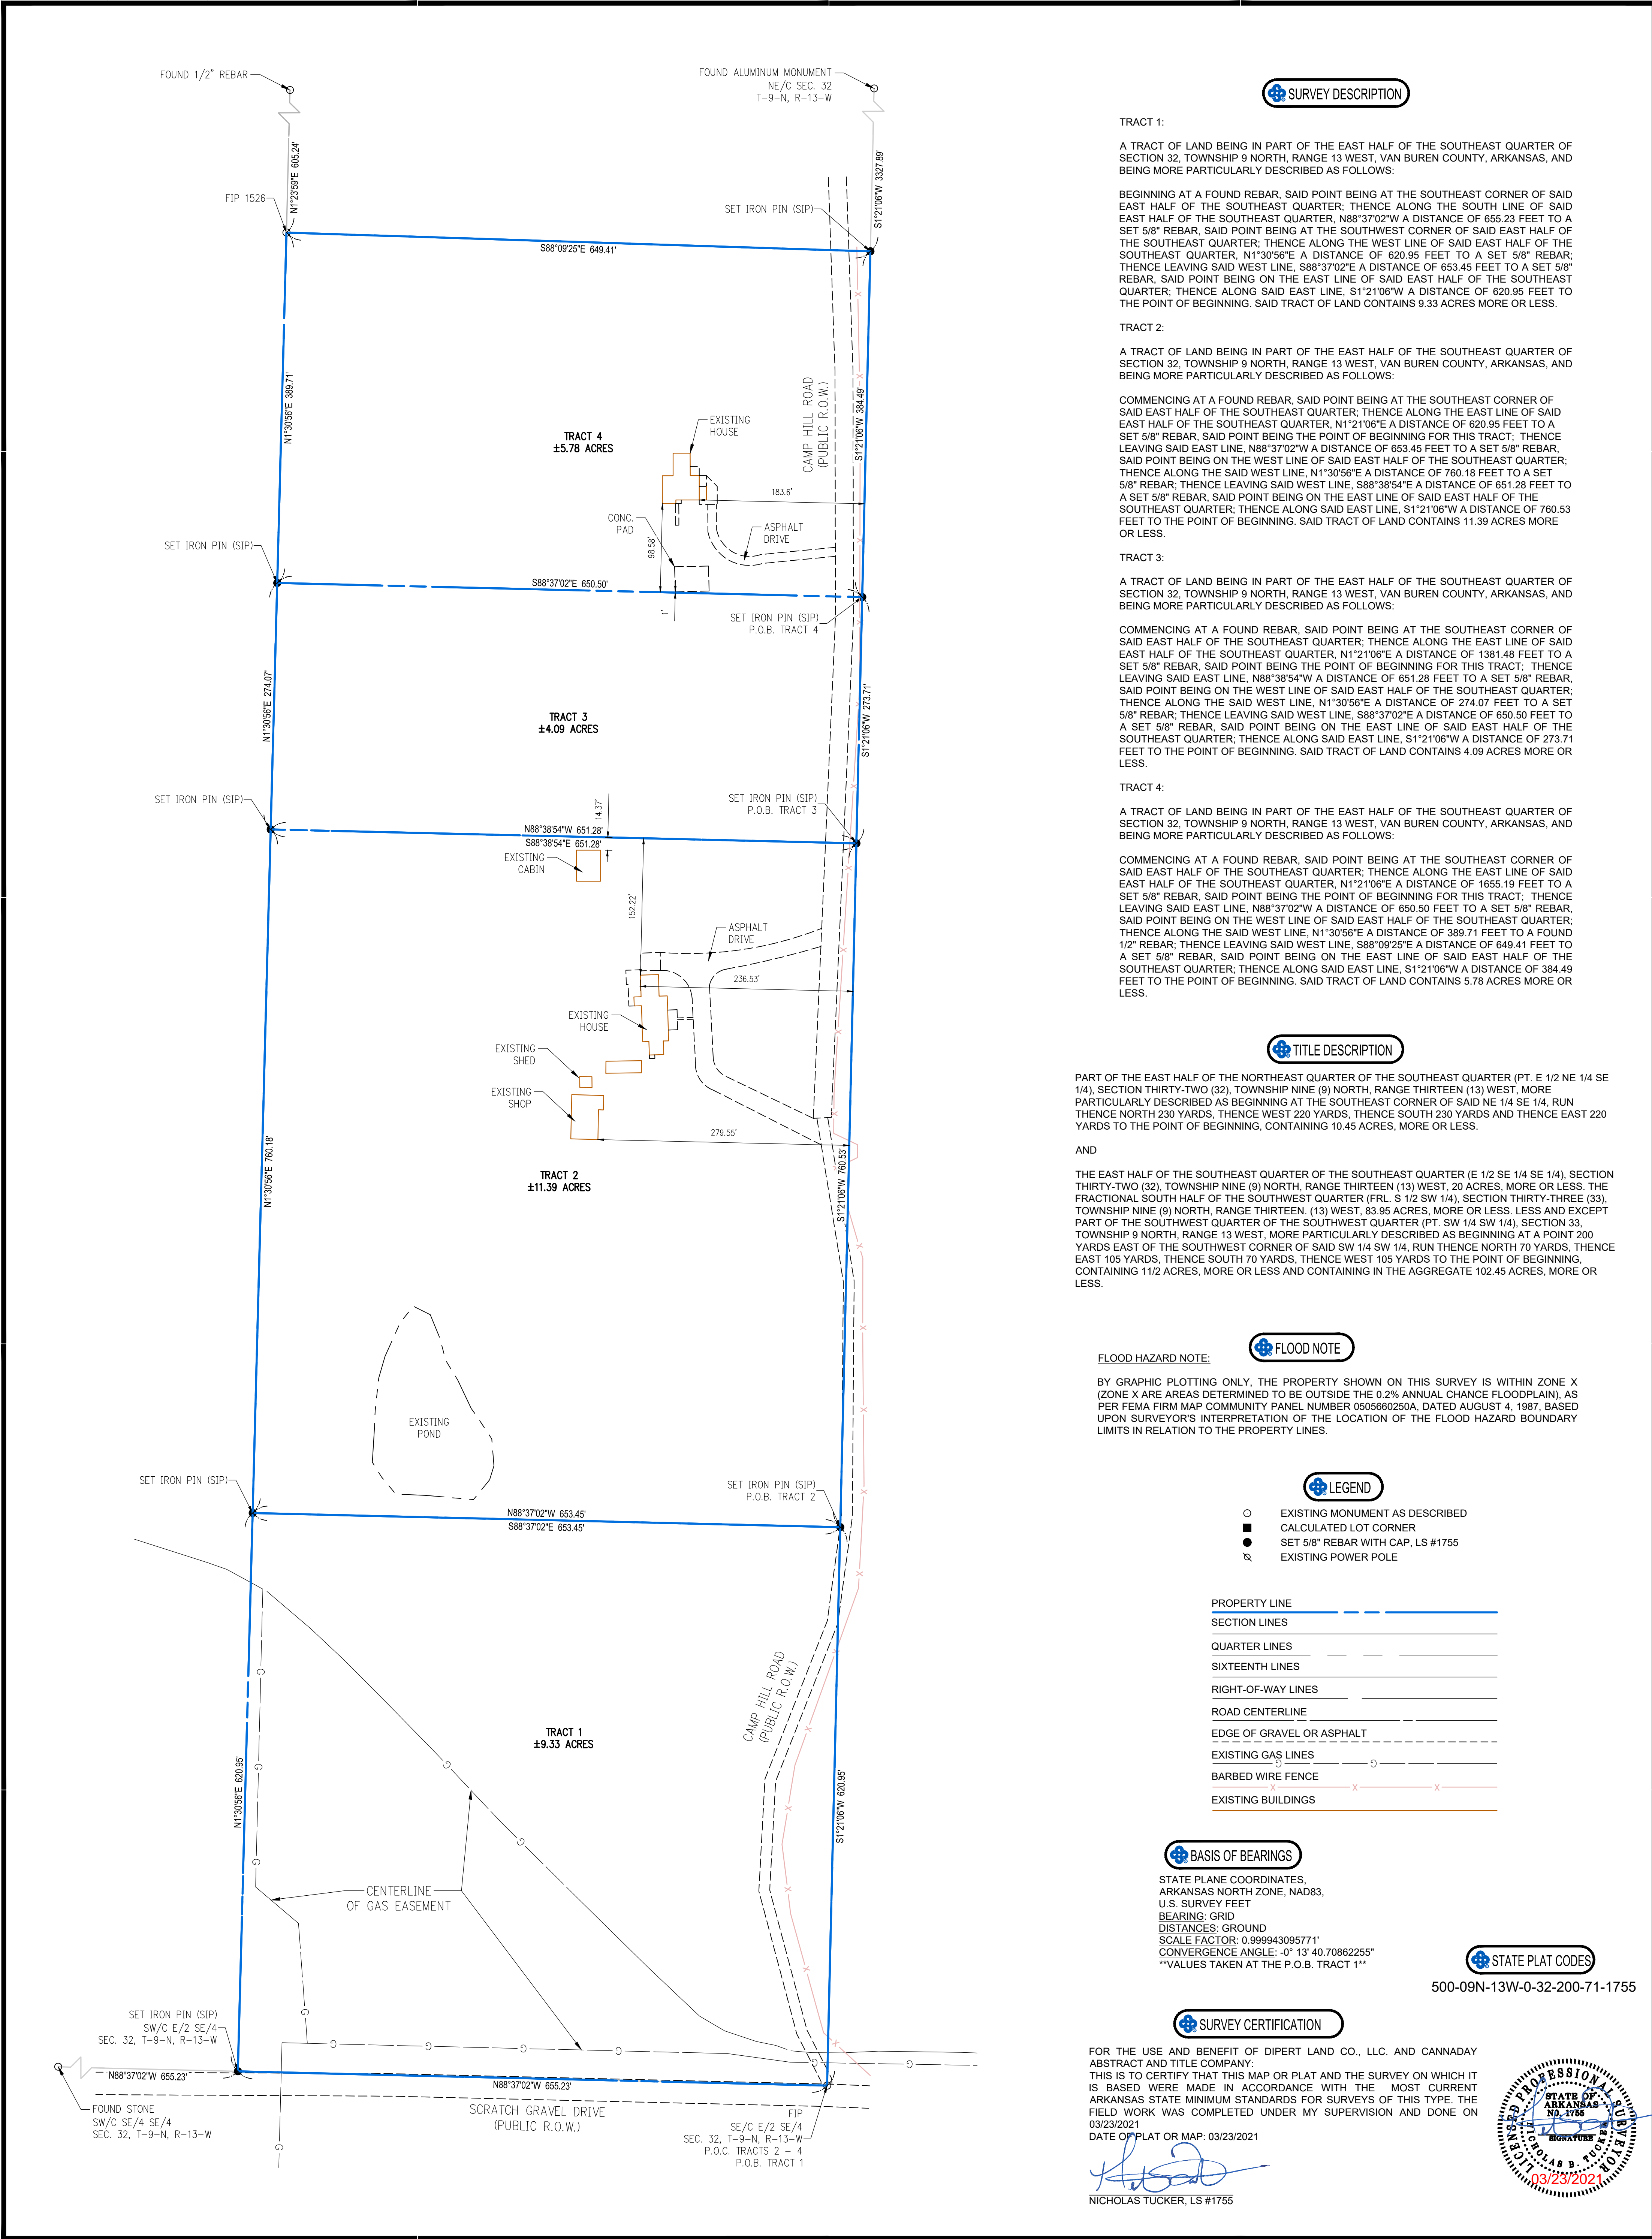 FOUND 1/2" REBAR
FOUND ALUMINUM MONUMENT
NE/C SEC. 32
T-9-N, R-13-W
N1°23'59"E 605.24'
S1°21'06"W 3327.89'
FIP 1526
SET IRON PIN (SIP)
S88°09'25"E 649.41'
N1°30'56"E 389.71'
TRACT 4
±5.78 ACRES
EXISTING
HOUSE
CAMP HILL ROAD
(PUBLIC R.O.W.)
S1°21'06"W 384.49'
183.6'
CONC.
PAD
98.58'
ASPHALT
DRIVE
SET IRON PIN (SIP)
S88°37'02"E 650.50'
1'
SET IRON PIN (SIP)
P.O.B. TRACT 4
N1°30'56"E 274.07'
TRACT 3
±4.09 ACRES
S1°21'06"W 273.71'
SET IRON PIN (SIP)
14.37'
SET IRON PIN (SIP)
P.O.B. TRACT 3
N88°38'54"W 651.28'
S88°38'54"E 651.28'
EXISTING
CABIN
152.22'
ASPHALT
DRIVE
236.53'
EXISTING
HOUSE
EXISTING
SHED
EXISTING
SHOP
279.55'
N1°30'56"E 760.18'
TRACT 2
±11.39 ACRES
S1°21'06"W 760.53'
EXISTING
POND
SET IRON PIN (SIP)
SET IRON PIN (SIP)
P.O.B. TRACT 2
N88°37'02"W 653.45'
S88°37'02"E 653.45'
CAMP HILL ROAD
(PUBLIC R.O.W.)
TRACT 1
±9.33 ACRES
N1°30'56"E 620.95'
S1°21'06"W 620.95'
CENTERLINE
OF GAS EASEMENT
SET IRON PIN (SIP)
SW/C E/2 SE/4
SEC. 32, T-9-N, R-13-W
N88°37'02"W 655.23'
N88°37'02"W 655.23'
FOUND STONE
SW/C SE/4 SE/4
SEC. 32, T-9-N, R-13-W
SCRATCH GRAVEL DRIVE
(PUBLIC R.O.W.)
FIP
SE/C E/2 SE/4
SEC. 32, T-9-N, R-13-W
P.O.C. TRACTS 2 - 4
P.O.B. TRACT 1
SURVEY DESCRIPTION
TRACT 1:
A TRACT OF LAND BEING IN PART OF THE EAST HALF OF THE SOUTHEAST QUARTER OF
SECTION 32, TOWNSHIP 9 NORTH, RANGE 13 WEST, VAN BUREN COUNTY, ARKANSAS, AND
BEING MORE PARTICULARLY DESCRIBED AS FOLLOWS:
BEGINNING AT A FOUND REBAR, SAID POINT BEING AT THE SOUTHEAST CORNER OF SAID
EAST HALF OF THE SOUTHEAST QUARTER; THENCE ALONG THE SOUTH LINE OF SAID
EAST HALF OF THE SOUTHEAST QUARTER, N88°37'02"W A DISTANCE OF 655.23 FEET TO A
SET 5/8" REBAR, SAID POINT BEING AT THE SOUTHWEST CORNER OF SAID EAST HALF OF
THE SOUTHEAST QUARTER; THENCE ALONG THE WEST LINE OF SAID EAST HALF OF THE
SOUTHEAST QUARTER, N1°30'56"E A DISTANCE OF 620.95 FEET TO A SET 5/8" REBAR;
THENCE LEAVING SAID WEST LINE, S88°37'02"E A DISTANCE OF 653.45 FEET TO A SET 5/8"
REBAR, SAID POINT BEING ON THE EAST LINE OF SAID EAST HALF OF THE SOUTHEAST
QUARTER; THENCE ALONG SAID EAST LINE, S1°21'06"W A DISTANCE OF 620.95 FEET TO
THE POINT OF BEGINNING. SAID TRACT OF LAND CONTAINS 9.33 ACRES MORE OR LESS.
TRACT 2:
A TRACT OF LAND BEING IN PART OF THE EAST HALF OF THE SOUTHEAST QUARTER OF
SECTION 32, TOWNSHIP 9 NORTH, RANGE 13 WEST, VAN BUREN COUNTY, ARKANSAS, AND
BEING MORE PARTICULARLY DESCRIBED AS FOLLOWS:
COMMENCING AT A FOUND REBAR, SAID POINT BEING AT THE SOUTHEAST CORNER OF
SAID EAST HALF OF THE SOUTHEAST QUARTER; THENCE ALONG THE EAST LINE OF SAID
EAST HALF OF THE SOUTHEAST QUARTER, N1°21'06"E A DISTANCE OF 620.95 FEET TO A
SET 5/8" REBAR, SAID POINT BEING THE POINT OF BEGINNING FOR THIS TRACT; THENCE
LEAVING SAID EAST LINE, N88°37'02"W A DISTANCE OF 653.45 FEET TO A SET 5/8" REBAR,
SAID POINT BEING ON THE WEST LINE OF SAID EAST HALF OF THE SOUTHEAST QUARTER;
THENCE ALONG THE SAID WEST LINE, N1°30'56"E A DISTANCE OF 760.18 FEET TO A SET
5/8" REBAR; THENCE LEAVING SAID WEST LINE, S88°38'54"E A DISTANCE OF 651.28 FEET TO
A SET 5/8" REBAR, SAID POINT BEING ON THE EAST LINE OF SAID EAST HALF OF THE
SOUTHEAST QUARTER; THENCE ALONG SAID EAST LINE, S1°21'06"W A DISTANCE OF 760.53
FEET TO THE POINT OF BEGINNING. SAID TRACT OF LAND CONTAINS 11.39 ACRES MORE
OR LESS.
TRACT 3:
A TRACT OF LAND BEING IN PART OF THE EAST HALF OF THE SOUTHEAST QUARTER OF
SECTION 32, TOWNSHIP 9 NORTH, RANGE 13 WEST, VAN BUREN COUNTY, ARKANSAS, AND
BEING MORE PARTICULARLY DESCRIBED AS FOLLOWS:
COMMENCING AT A FOUND REBAR, SAID POINT BEING AT THE SOUTHEAST CORNER OF
SAID EAST HALF OF THE SOUTHEAST QUARTER; THENCE ALONG THE EAST LINE OF SAID
EAST HALF OF THE SOUTHEAST QUARTER, N1°21'06"E A DISTANCE OF 1381.48 FEET TO A
SET 5/8" REBAR, SAID POINT BEING THE POINT OF BEGINNING FOR THIS TRACT; THENCE
LEAVING SAID EAST LINE, N88°38'54"W A DISTANCE OF 651.28 FEET TO A SET 5/8" REBAR,
SAID POINT BEING ON THE WEST LINE OF SAID EAST HALF OF THE SOUTHEAST QUARTER;
THENCE ALONG THE SAID WEST LINE, N1°30'56"E A DISTANCE OF 274.07 FEET TO A SET
5/8" REBAR; THENCE LEAVING SAID WEST LINE, S88°37'02"E A DISTANCE OF 650.50 FEET TO
A SET 5/8" REBAR, SAID POINT BEING ON THE EAST LINE OF SAID EAST HALF OF THE
SOUTHEAST QUARTER; THENCE ALONG SAID EAST LINE, S1°21'06"W A DISTANCE OF 273.71
FEET TO THE POINT OF BEGINNING. SAID TRACT OF LAND CONTAINS 4.09 ACRES MORE OR
LESS.
TRACT 4:
A TRACT OF LAND BEING IN PART OF THE EAST HALF OF THE SOUTHEAST QUARTER OF
SECTION 32, TOWNSHIP 9 NORTH, RANGE 13 WEST, VAN BUREN COUNTY, ARKANSAS, AND
BEING MORE PARTICULARLY DESCRIBED AS FOLLOWS:
COMMENCING AT A FOUND REBAR, SAID POINT BEING AT THE SOUTHEAST CORNER OF
SAID EAST HALF OF THE SOUTHEAST QUARTER; THENCE ALONG THE EAST LINE OF SAID
EAST HALF OF THE SOUTHEAST QUARTER, N1°21'06"E A DISTANCE OF 1655.19 FEET TO A
SET 5/8" REBAR, SAID POINT BEING THE POINT OF BEGINNING FOR THIS TRACT; THENCE
LEAVING SAID EAST LINE, N88°37'02"W A DISTANCE OF 650.50 FEET TO A SET 5/8" REBAR,
SAID POINT BEING ON THE WEST LINE OF SAID EAST HALF OF THE SOUTHEAST QUARTER;
THENCE ALONG THE SAID WEST LINE, N1°30'56"E A DISTANCE OF 389.71 FEET TO A FOUND
1/2" REBAR; THENCE LEAVING SAID WEST LINE, S88°09'25"E A DISTANCE OF 649.41 FEET TO
A SET 5/8" REBAR, SAID POINT BEING ON THE EAST LINE OF SAID EAST HALF OF THE
SOUTHEAST QUARTER; THENCE ALONG SAID EAST LINE, S1°21'06"W A DISTANCE OF 384.49
FEET TO THE POINT OF BEGINNING. SAID TRACT OF LAND CONTAINS 5.78 ACRES MORE OR
LESS.
TITLE DESCRIPTION
PART OF THE EAST HALF OF THE NORTHEAST QUARTER OF THE SOUTHEAST QUARTER (PT. E 1/2 NE 1/4 SE
1/4), SECTION THIRTY-TWO (32), TOWNSHIP NINE (9) NORTH, RANGE THIRTEEN (13) WEST, MORE
PARTICULARLY DESCRIBED AS BEGINNING AT THE SOUTHEAST CORNER OF SAID NE 1/4 SE 1/4, RUN
THENCE NORTH 230 YARDS, THENCE WEST 220 YARDS, THENCE SOUTH 230 YARDS AND THENCE EAST 220
YARDS TO THE POINT OF BEGINNING, CONTAINING 10.45 ACRES, MORE OR LESS.
AND
THE EAST HALF OF THE SOUTHEAST QUARTER OF THE SOUTHEAST QUARTER (E 1/2 SE 1/4 SE 1/4), SECTION
THIRTY-TWO (32), TOWNSHIP NINE (9) NORTH, RANGE THIRTEEN (13) WEST, 20 ACRES, MORE OR LESS. THE
FRACTIONAL SOUTH HALF OF THE SOUTHWEST QUARTER (FRL. S 1/2 SW 1/4), SECTION THIRTY-THREE (33),
TOWNSHIP NINE (9) NORTH, RANGE THIRTEEN. (13) WEST, 83.95 ACRES, MORE OR LESS. LESS AND EXCEPT
PART OF THE SOUTHWEST QUARTER OF THE SOUTHWEST QUARTER (PT. SW 1/4 SW 1/4), SECTION 33,
TOWNSHIP 9 NORTH, RANGE 13 WEST, MORE PARTICULARLY DESCRIBED AS BEGINNING AT A POINT 200
YARDS EAST OF THE SOUTHWEST CORNER OF SAID SW 1/4 SW 1/4, RUN THENCE NORTH 70 YARDS, THENCE
EAST 105 YARDS, THENCE SOUTH 70 YARDS, THENCE WEST 105 YARDS TO THE POINT OF BEGINNING,
CONTAINING 11/2 ACRES, MORE OR LESS AND CONTAINING IN THE AGGREGATE 102.45 ACRES, MORE OR
LESS.
FLOOD NOTE
FLOOD HAZARD NOTE:
BY GRAPHIC PLOTTING ONLY, THE PROPERTY SHOWN ON THIS SURVEY IS WITHIN ZONE X
(ZONE X ARE AREAS DETERMINED TO BE OUTSIDE THE 0.2% ANNUAL CHANCE FLOODPLAIN), AS
PER FEMA FIRM MAP COMMUNITY PANEL NUMBER 0505660250A, DATED AUGUST 4, 1987, BASED
UPON SURVEYOR'S INTERPRETATION OF THE LOCATION OF THE FLOOD HAZARD BOUNDARY
LIMITS IN RELATION TO THE PROPERTY LINES.
LEGEND
EXISTING MONUMENT AS DESCRIBED
CALCULATED LOT CORNER
SET 5/8" REBAR WITH CAP, LS #1755
EXISTING POWER POLE
PROPERTY LINE
SECTION LINES
QUARTER LINES
SIXTEENTH LINES
RIGHT-OF-WAY LINES
ROAD CENTERLINE
EDGE OF GRAVEL OR ASPHALT
EXISTING GAS LINES
BARBED WIRE FENCE
EXISTING BUILDINGS
BASIS OF BEARINGS
STATE PLANE COORDINATES,
ARKANSAS NORTH ZONE, NAD83,
U.S. SURVEY FEET
BEARING: GRID
DISTANCES: GROUND
SCALE FACTOR: 0.999943095771'
CONVERGENCE ANGLE: -0° 13' 40.70862255"
**VALUES TAKEN AT THE P.O.B. TRACT 1**
STATE PLAT CODES
500-09N-13W-0-32-200-71-1755
SURVEY CERTIFICATION
FOR THE USE AND BENEFIT OF DIPERT LAND CO., LLC. AND CANNADAY
ABSTRACT AND TITLE COMPANY:
THIS IS TO CERTIFY THAT THIS MAP OR PLAT AND THE SURVEY ON WHICH IT
IS BASED WERE MADE IN ACCORDANCE WITH THE MOST CURRENT
ARKANSAS STATE MINIMUM STANDARDS FOR SURVEYS OF THIS TYPE. THE
FIELD WORK WAS COMPLETED UNDER MY SUPERVISION AND DONE ON
03/23/2021
DATE OF PLAT OR MAP: 03/23/2021
NICHOLAS TUCKER, LS #1755
LICENSED PROFESSIONAL SURVEYOR
STATE OF
ARKANSAS
NO. 1755
SIGNATURE
NICHOLAS B. TUCKER
03/23/2021